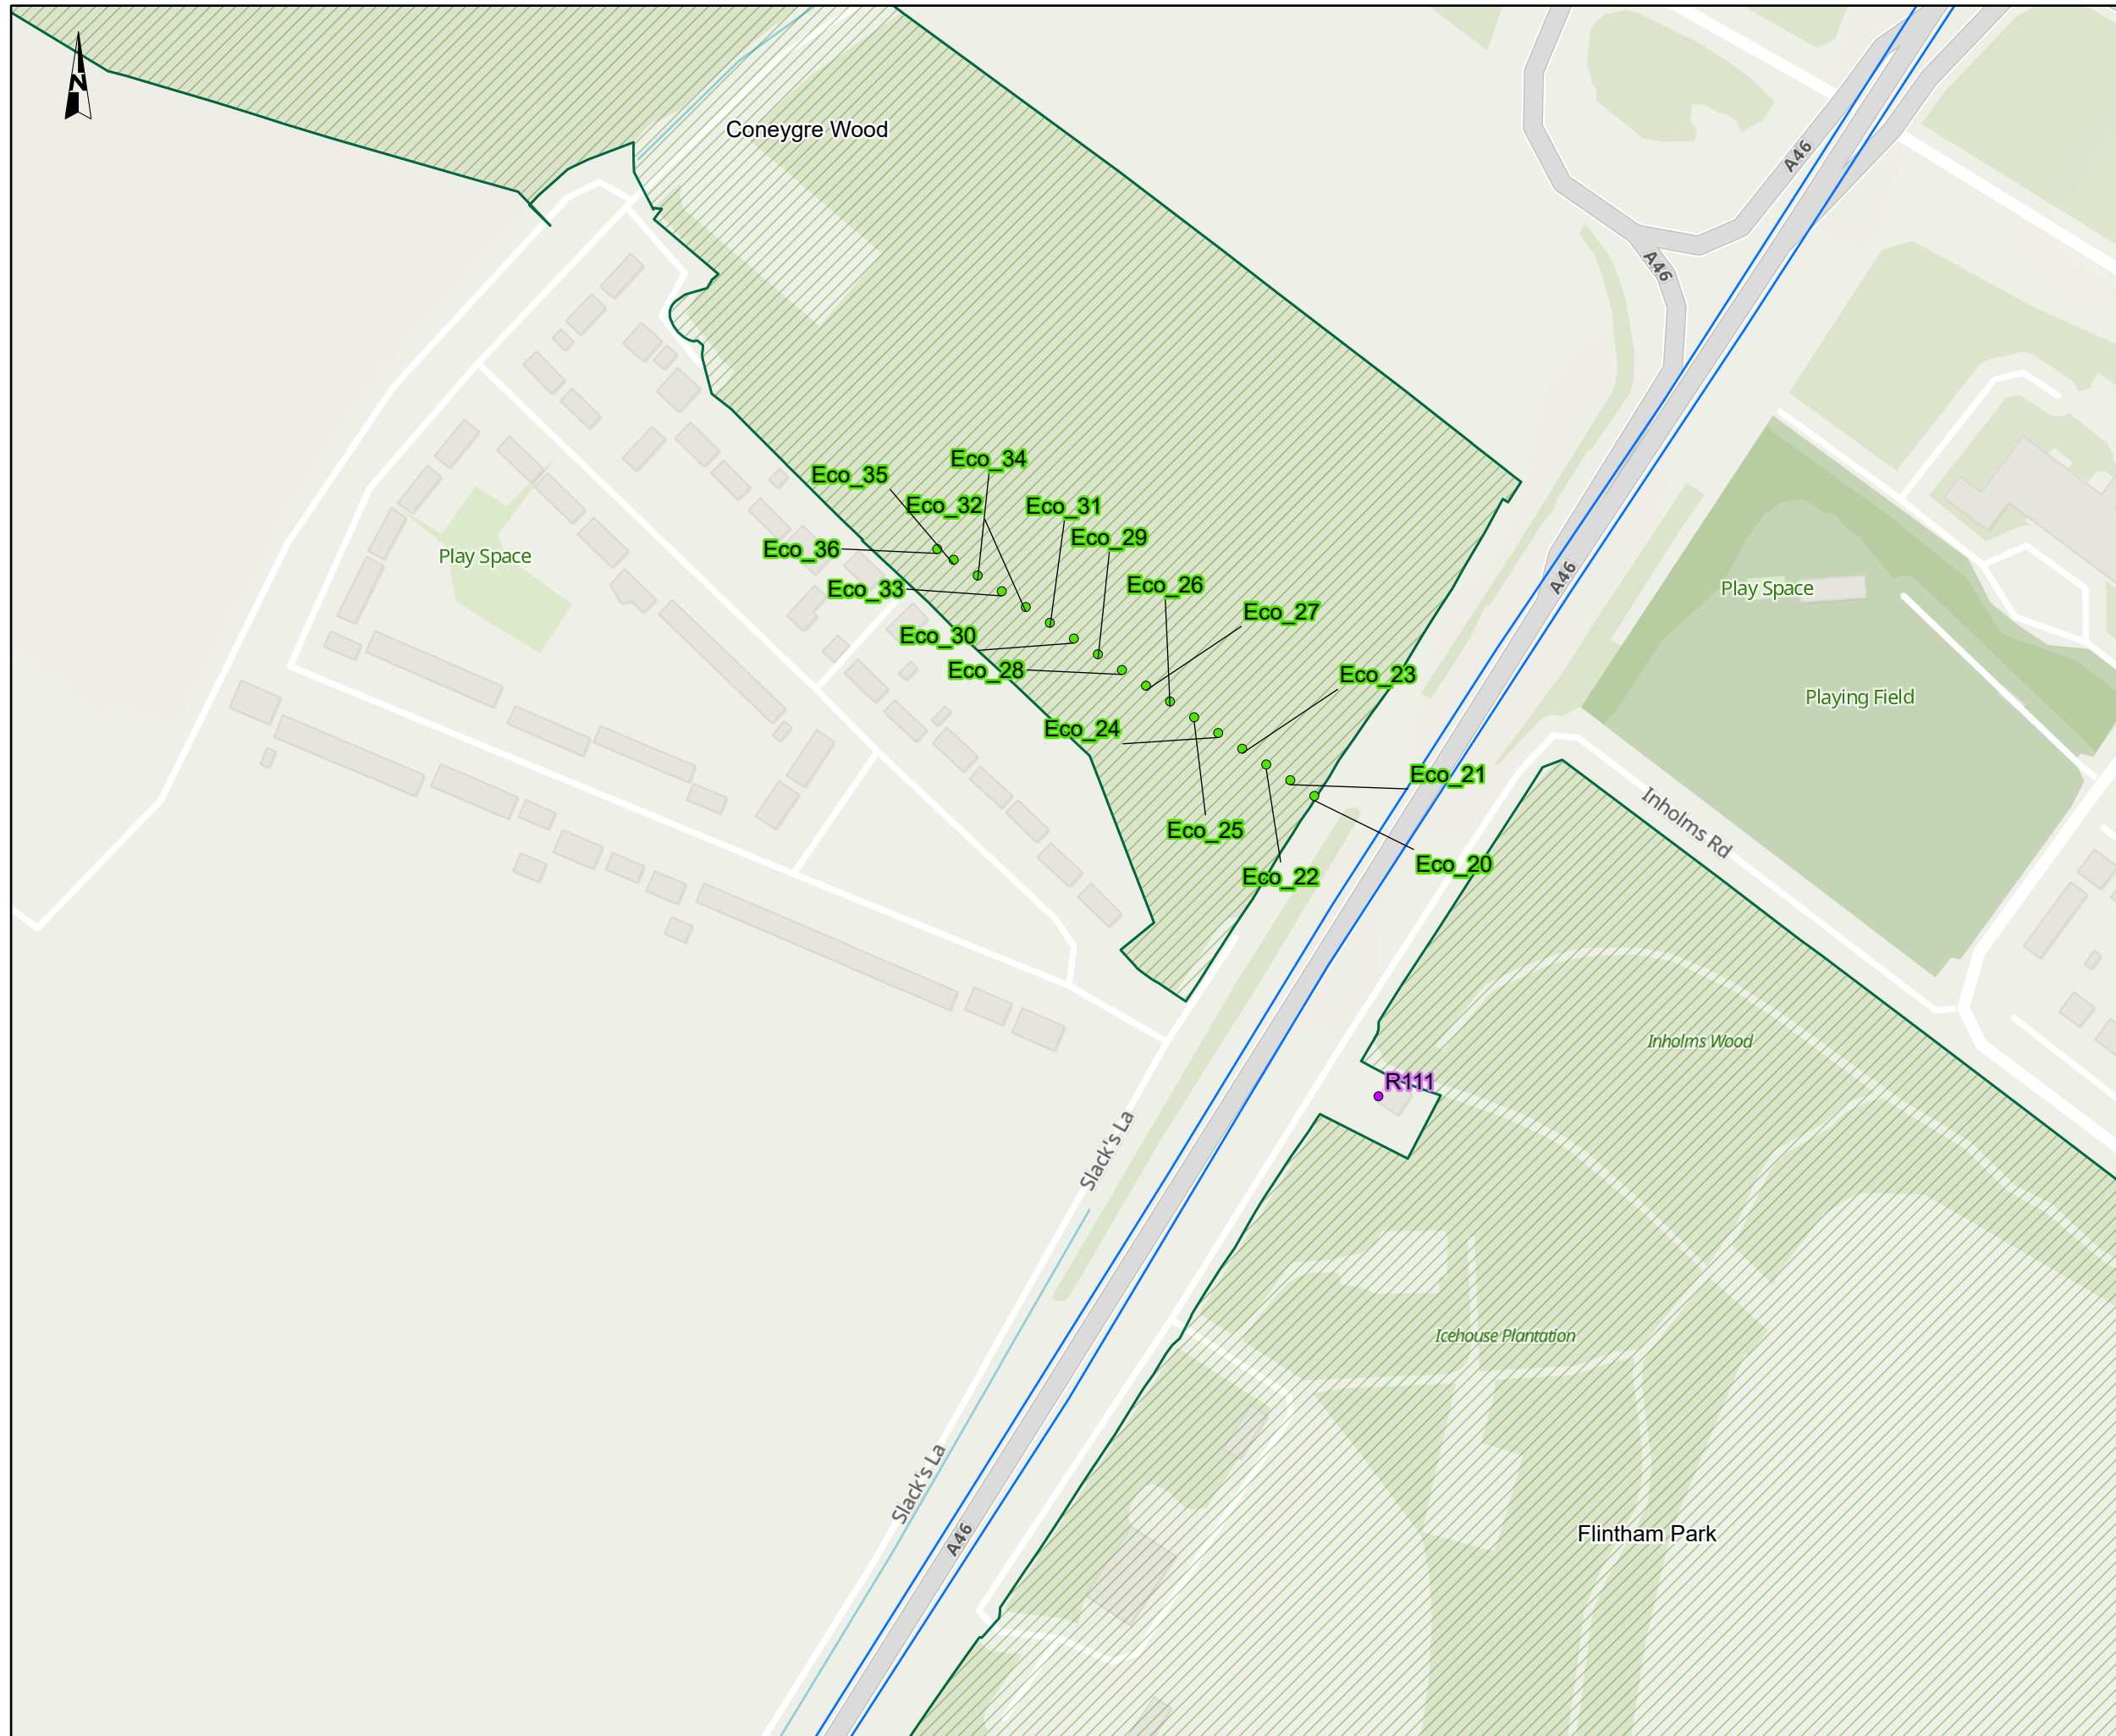 N
Coneygre Wood
A46
A46
Eco_34
Eco_35
Eco_32
Eco_31
Eco_29
Eco_36
Play Space
A46
Eco_26
Eco_33
Play Space
Eco_27
Eco_30
Eco_28
Eco_23
Playing Field
Eco_24
Eco_21
Inholms Rd
Eco_25
Eco_20
Eco_22
Inholms Wood
R111
Slack's La
Icehouse Plantation
Slack's La
A46
Flintham Park